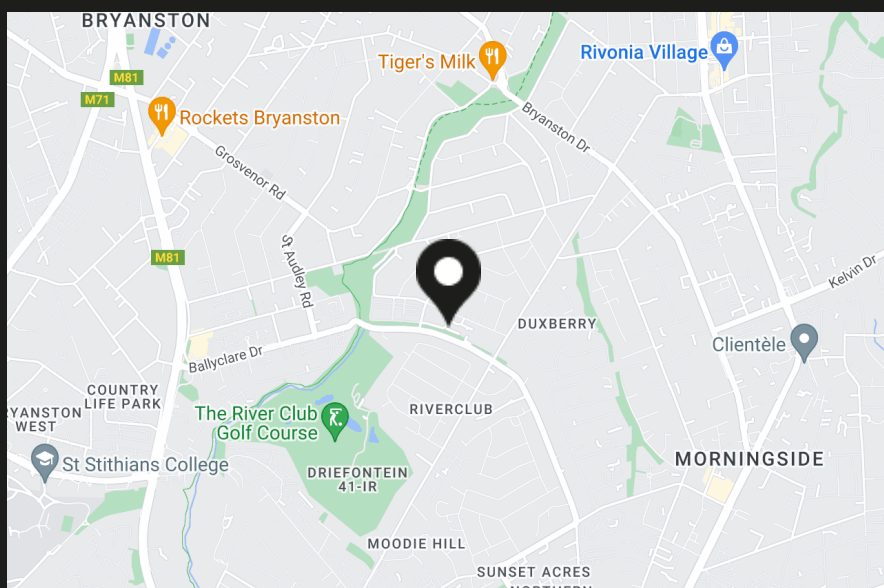 BRYANSTON
Tiger's Milk
Rivonia Village
M81
M71
Rockets Bryanston
Bryanston Dr
Grosvenor Rd
St Audley Rd
M81
Kelvin Dr
DUXBERRY
Clientèle
Ballyclare Dr
COUNTRY
LIFE PARK
RYANSTON
WEST
The River Club
Golf Course
RIVERCLUB
St Stithians College
DRIEFONTEIN
41-IR
MORNINGSIDE
MOODIE HILL
SUNSET ACRES
NORTHERN